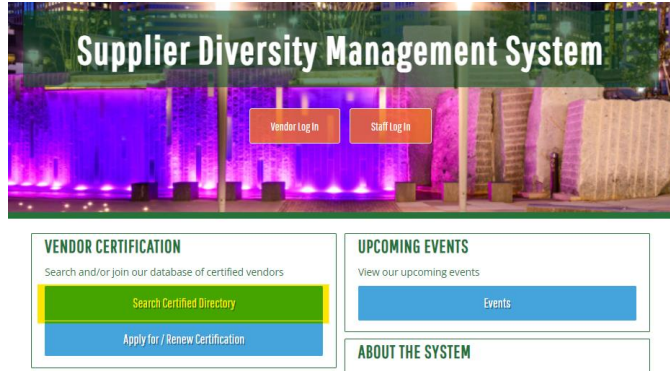 Supplier Diversity Management System
Vendor Log In
Staff Log In
VENDOR CERTIFICATION
Search and/or join our database of certified vendors
Search Certified Directory
Apply for / Renew Certification
UPCOMING EVENTS
View our upcoming events
Events
ABOUT THE SYSTEM